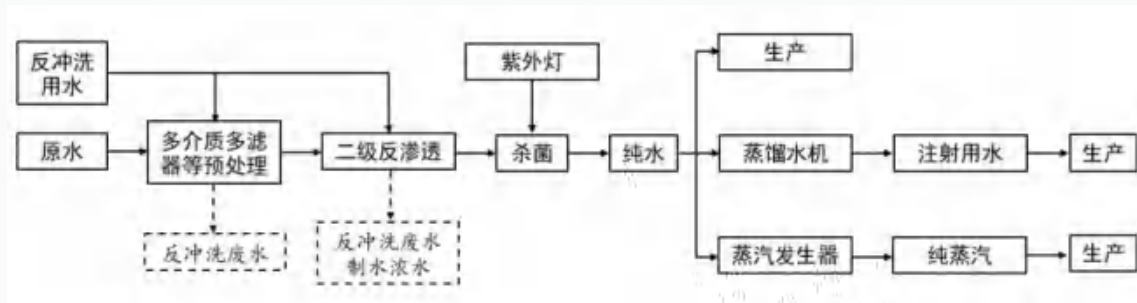 反冲洗
用水
紫外灯
生产
原水
多介质多滤
器等预处理
二级反渗透
杀菌
纯水
蒸馏水机
注射用水
生产
反冲洗废水
反冲洗废水
制水浓水
蒸汽发生器
纯蒸汽
生产